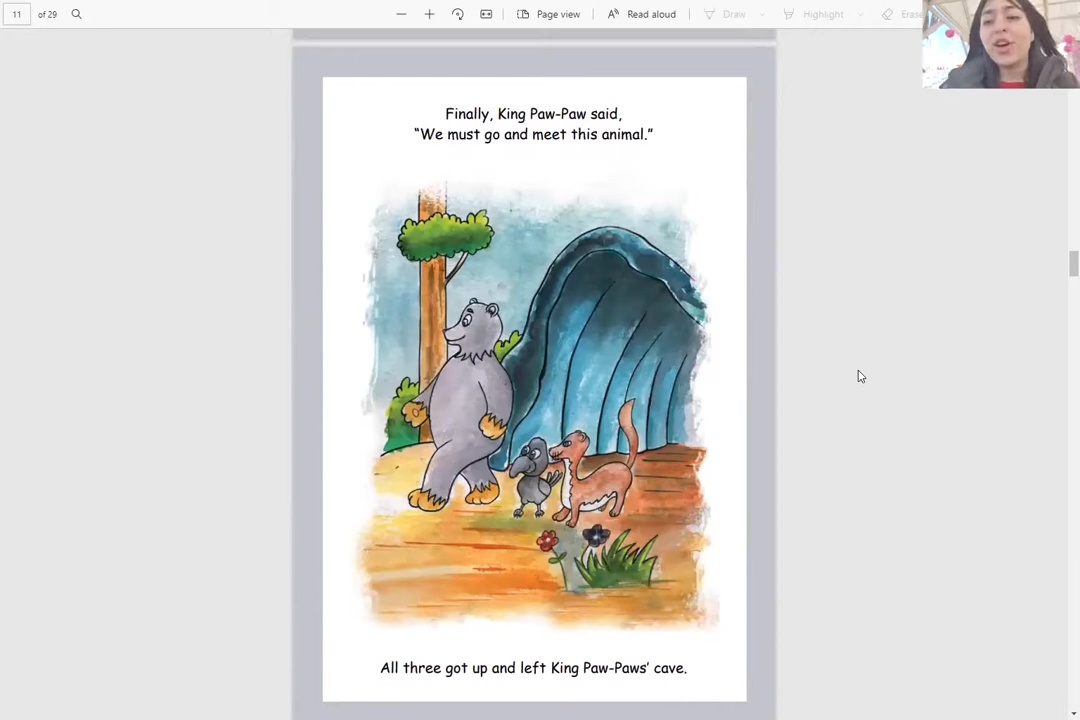 11 of 29 Page view Read aloud Draw Highlight Erase
Finally, King Paw-Paw said,
“We must go and meet this animal.”
All three got up and left King Paw-Paws’ cave.